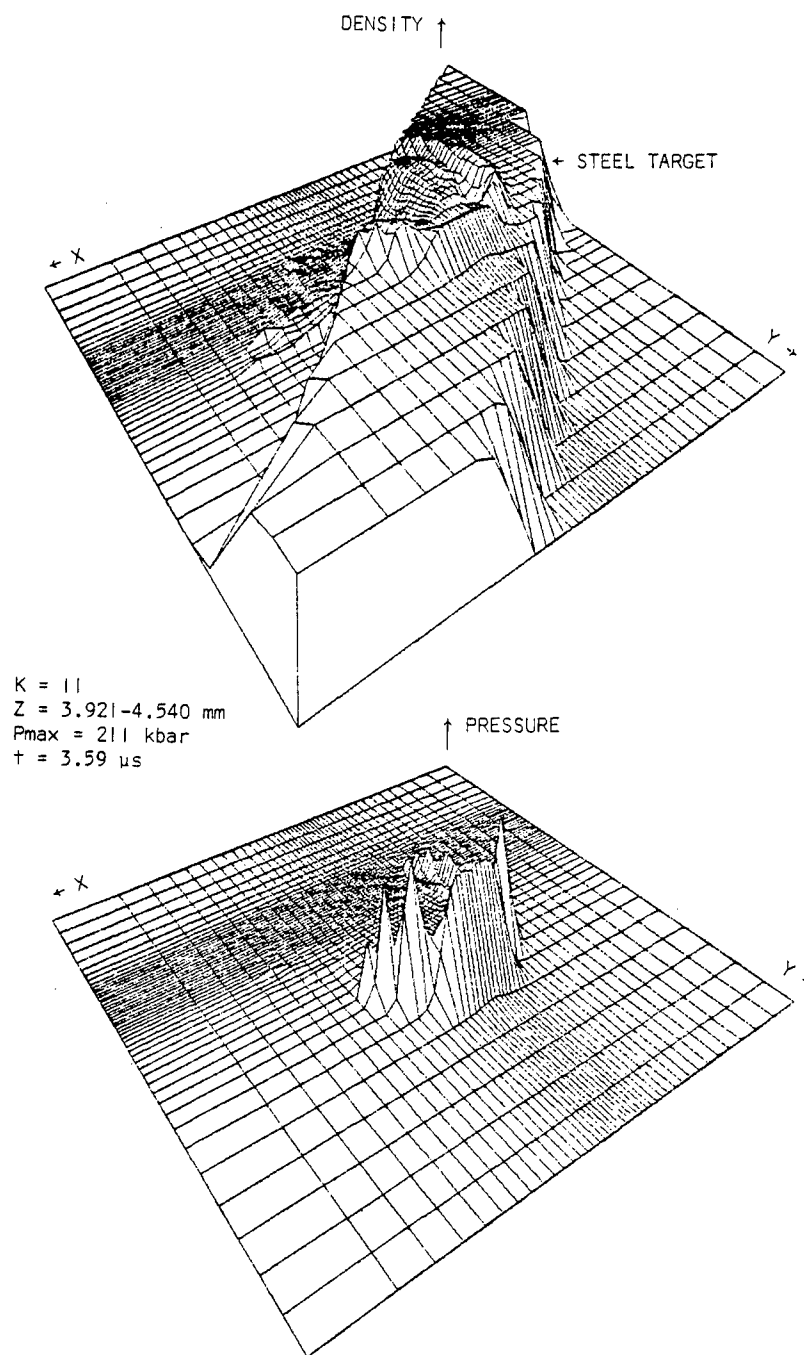 DENSITY ↑
← STEEL TARGET
← X
Y →
K = 11
Z = 3.921-4.540 mm
Pmax = 211 kbar
t = 3.59 μs
↑ PRESSURE
← X
Y